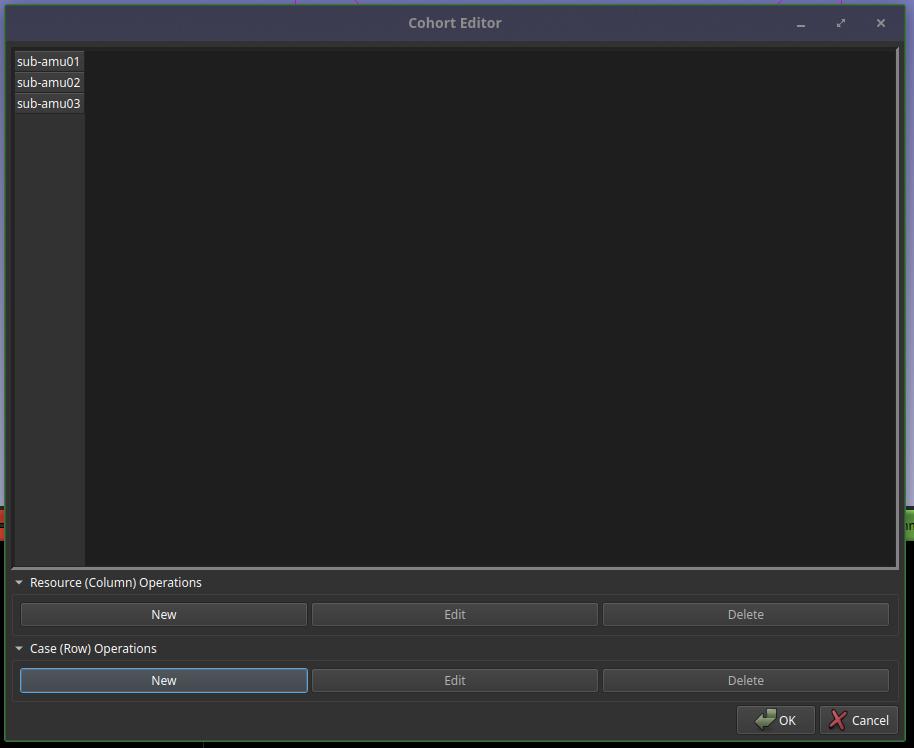 Cohort Editor
sub-amu01
sub-amu02
sub-amu03
Resource (Column) Operations
New Edit Delete
Case (Row) Operations
New Edit Delete
OK Cancel